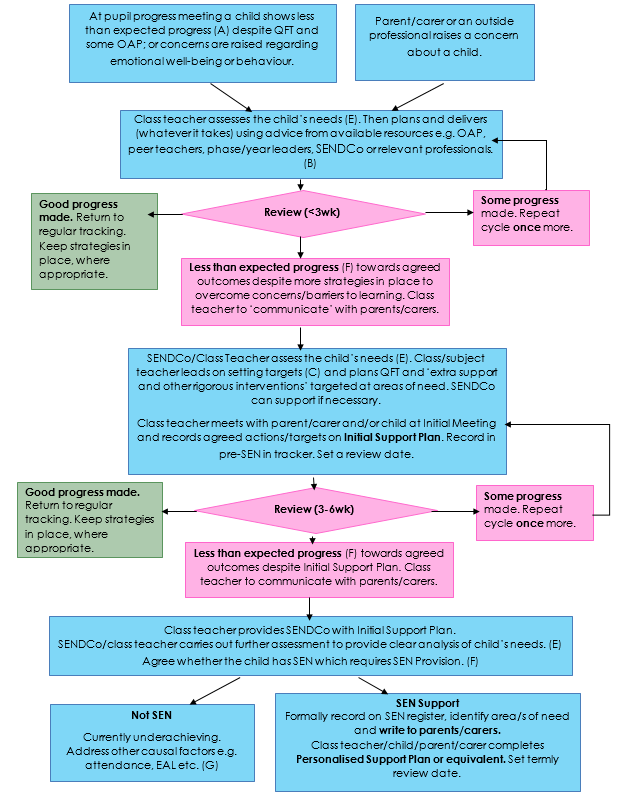 At pupil progress meeting a child shows less
than expected progress (A) despite QFT and
some OAP; or concerns are raised regarding
emotional well-being or behaviour.
Parent/carer or an outside
professional raises a concern
about a child.
Class teacher assesses the child's needs (E). Then plans and delivers
(whatever it takes) using advice from available resources e.g. OAP,
peer teachers, phase/year leaders, SENDCo or relevant professionals.
(B)
Good progress
made. Return to
regular tracking.
Keep strategies in
place, where
appropriate.
Review (<3wk)
Some progress
made. Repeat
cycle once more.
Less than expected progress (F) towards agreed
outcomes despite more strategies in place to
overcome concerns/barriers to learning. Class
teacher to 'communicate' with parents/carers.
SENDCo/Class Teacher assess the child's needs (E). Class/subject
teacher leads on setting targets (C) and plans QFT and 'extra support
and other rigorous interventions' targeted at areas of need. SENDCo
can support if necessary.
Class teacher meets with parent/carer and/or child at Initial Meeting
and records agreed actions/targets on Initial Support Plan. Record in
pre-SEN in tracker. Set a review date.
Good progress made.
Return to regular
tracking. Keep strategies
in place, where
appropriate.
Review (3-6wk)
Some progress
made. Repeat
cycle once more.
Less than expected progress (F) towards agreed
outcomes despite Initial Support Plan. Class
teacher to communicate with parents/carers.
Class teacher provides SENDCo with Initial Support Plan.
SENDCo/class teacher carries out further assessment to provide clear analysis of child's needs. (E)
Agree whether the child has SEN which requires SEN Provision. (F)
Not SEN
Currently underachieving.
Address other causal factors e.g.
attendance, EAL etc. (G)
SEN Support
Formally record on SEN register, identify area/s of need
and write to parents/carers.
Class teacher/child/parent/carer completes
Personalised Support Plan or equivalent. Set termly
review date.